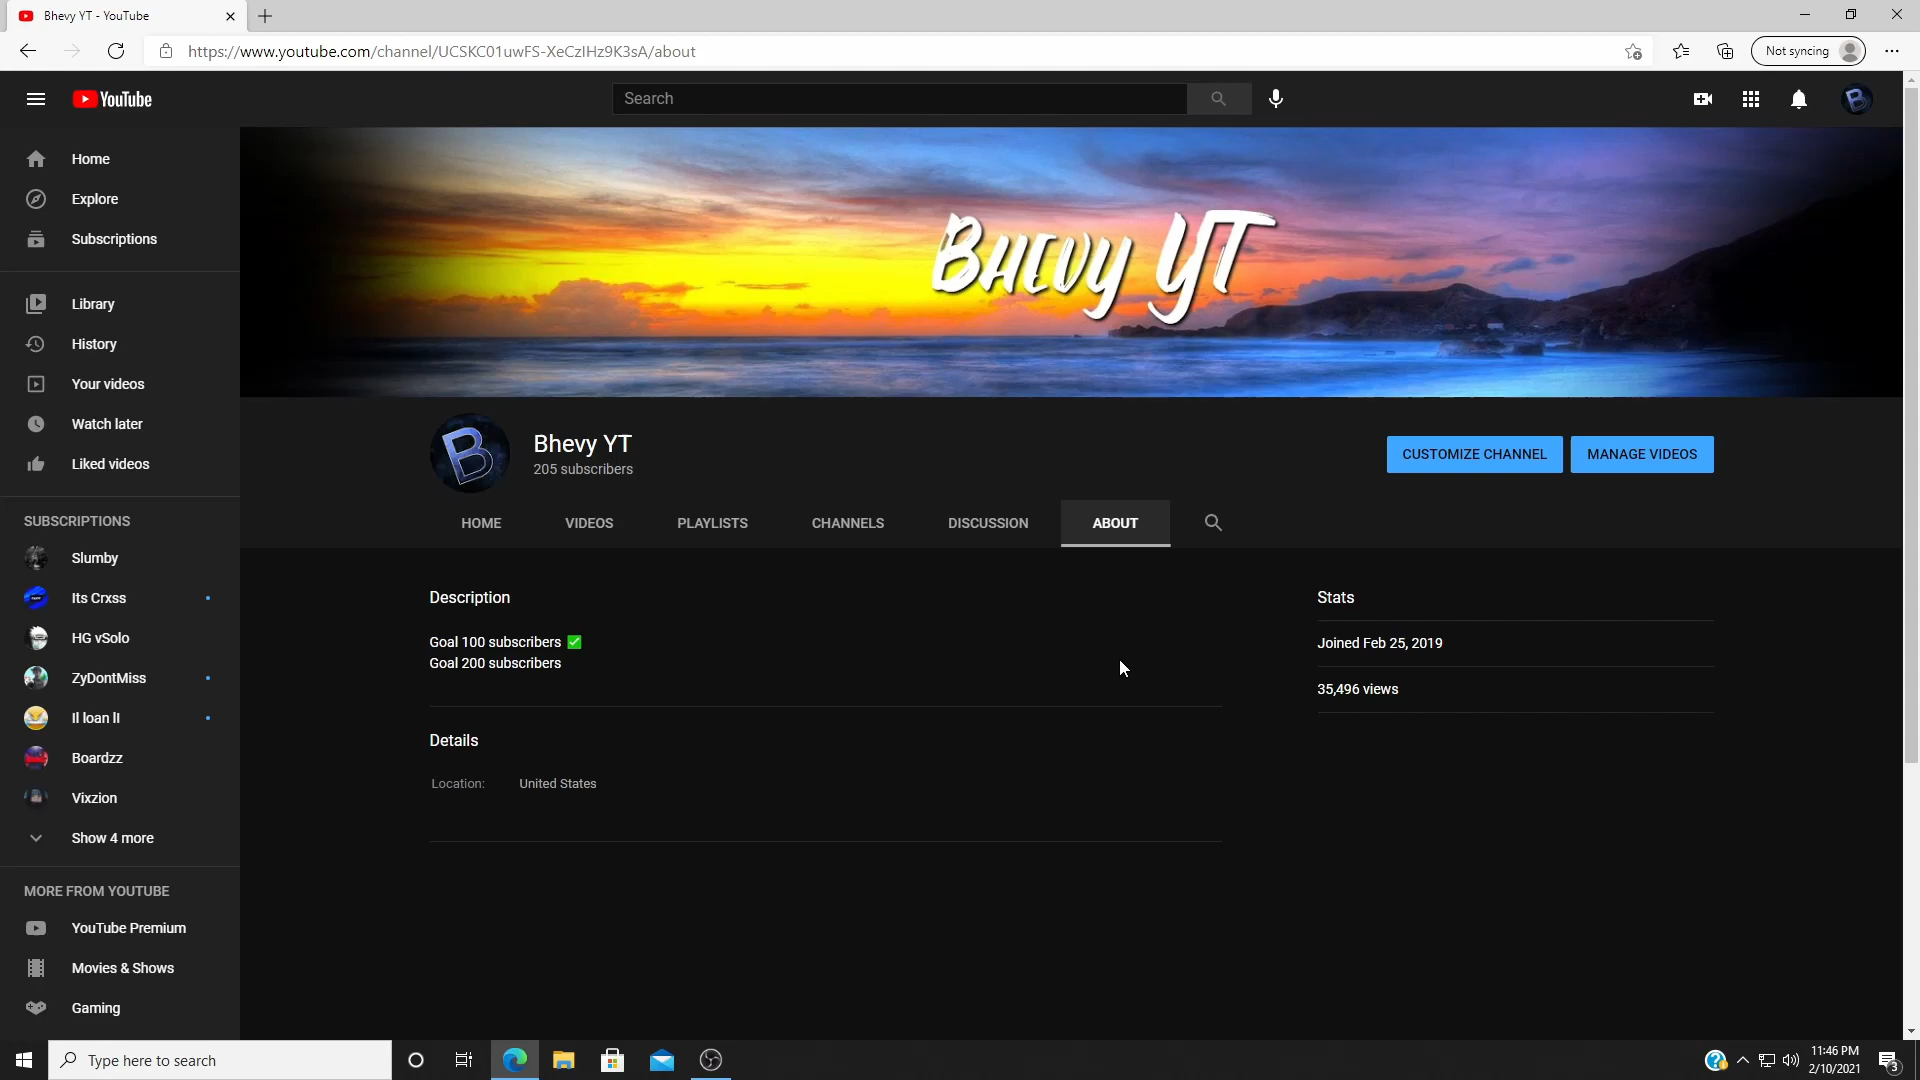 Bhevy YT - YouTube
https://www.youtube.com/channel/UCSKC01uwFS-XeCzIHz9K3sA/about
Not syncing
YouTube
Search
Home
Explore
Subscriptions
Library
History
Your videos
Watch later
Liked videos
SUBSCRIPTIONS
Slumby
Its Crxss
HG vSolo
ZyDontMiss
Il loan lI
Boardzz
Vixzion
Show 4 more
MORE FROM YOUTUBE
YouTube Premium
Movies & Shows
Gaming
Bhevy YT
B
Bhevy YT
205 subscribers
CUSTOMIZE CHANNEL
MANAGE VIDEOS
HOME
VIDEOS
PLAYLISTS
CHANNELS
DISCUSSION
ABOUT
Description
Goal 100 subscribers ✅
Goal 200 subscribers
Details
Location: United States
Stats
Joined Feb 25, 2019
35,496 views
Type here to search
11:46 PM
2/10/2021
3